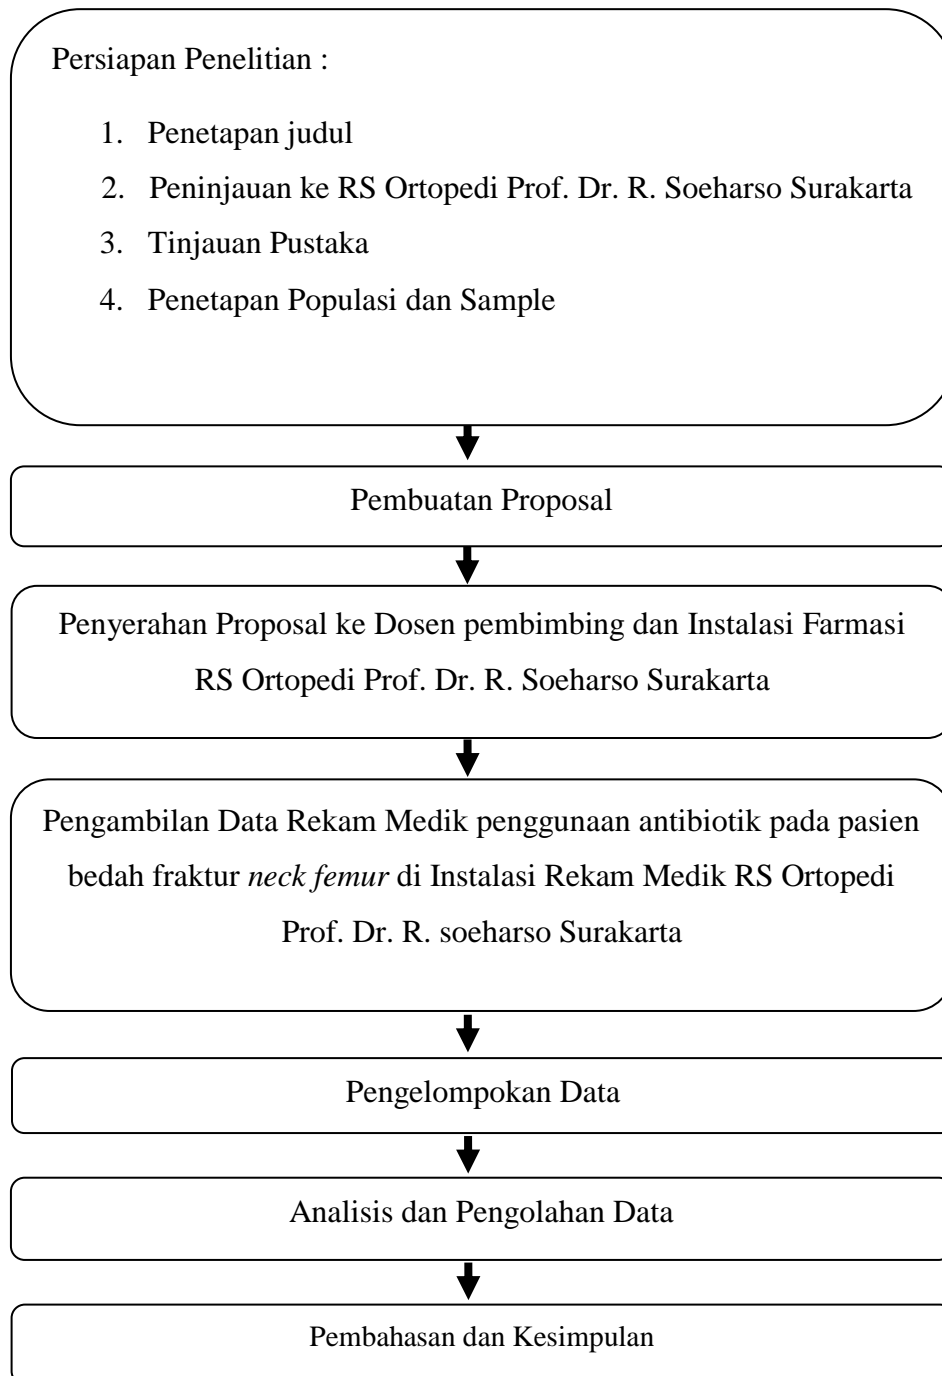 Persiapan Penelitian :
1. Penetapan judul
2. Peninjauan ke RS Ortopedi Prof. Dr. R. Soeharso Surakarta
3. Tinjauan Pustaka
4. Penetapan Populasi dan Sample
Pembuatan Proposal
Penyerahan Proposal ke Dosen pembimbing dan Instalasi Farmasi
RS Ortopedi Prof. Dr. R. Soeharso Surakarta
Pengambilan Data Rekam Medik penggunaan antibiotik pada pasien
bedah fraktur neck femur di Instalasi Rekam Medik RS Ortopedi
Prof. Dr. R. soeharso Surakarta
Pengelompokan Data
Analisis dan Pengolahan Data
Pembahasan dan Kesimpulan